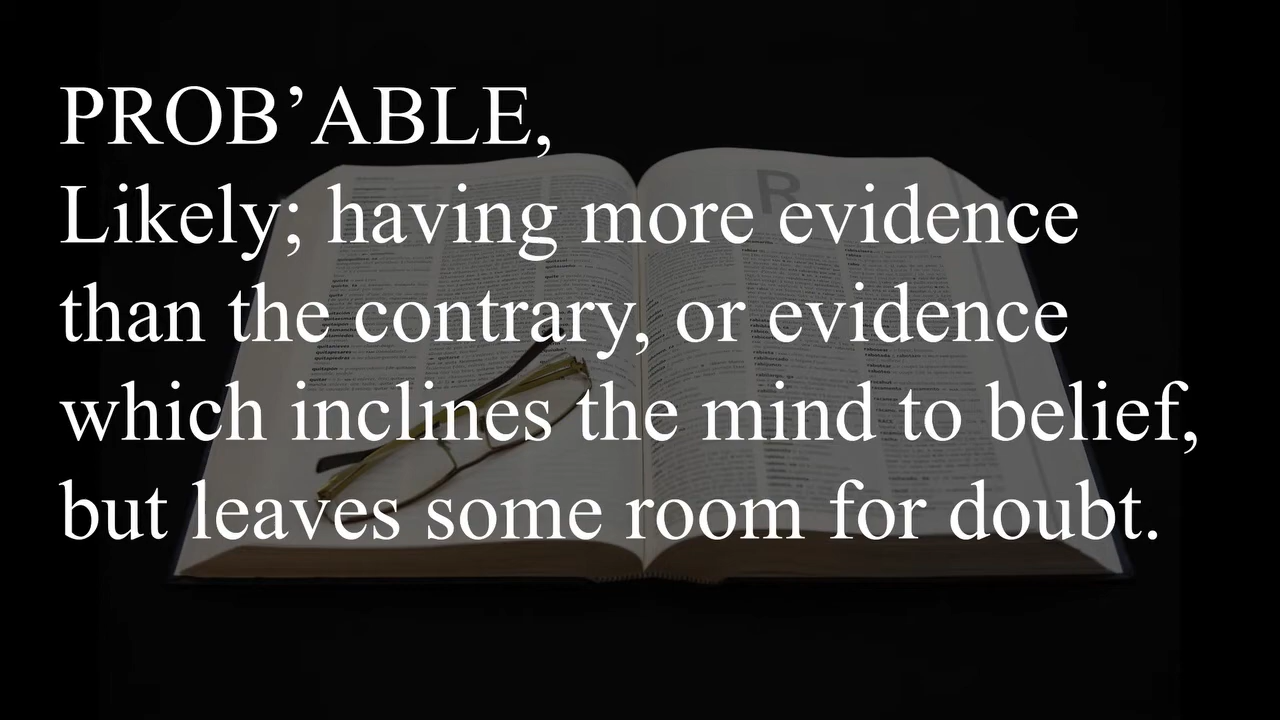 PROB’ABLE,
Likely; having more evidence
than the contrary, or evidence
which inclines the mind to belief,
but leaves some room for doubt.
R